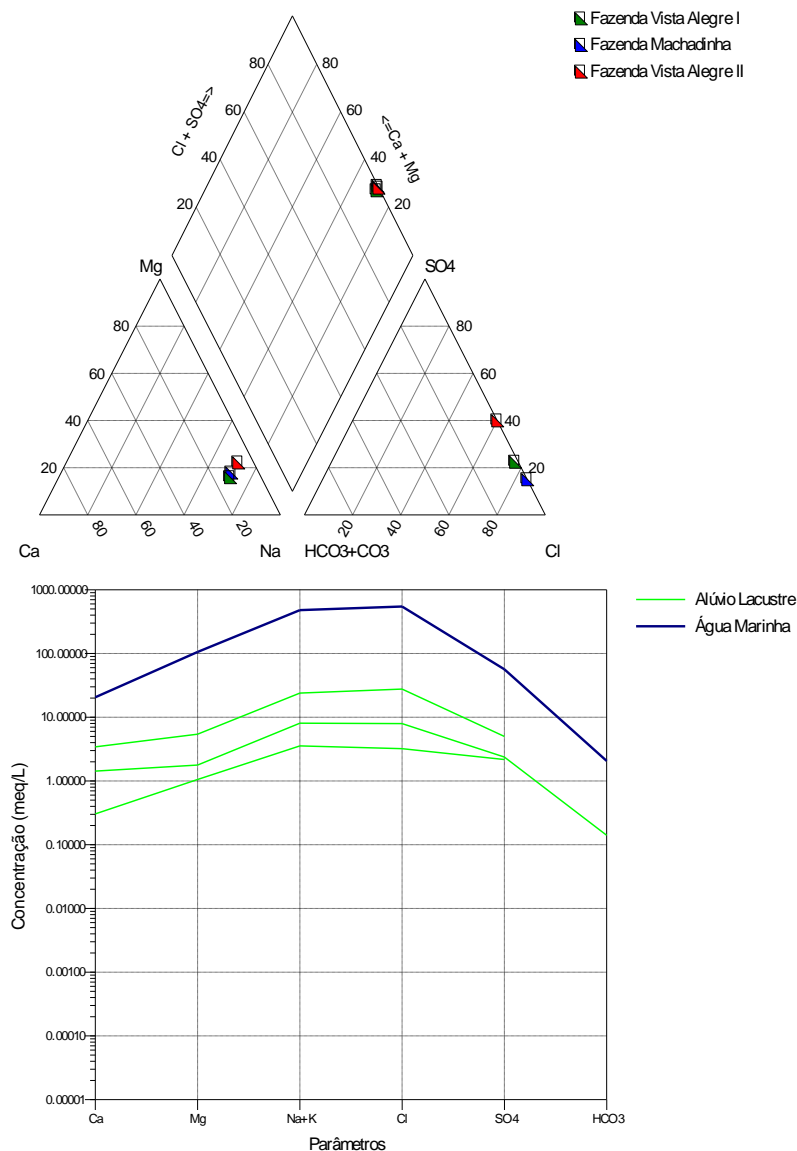 Fazenda Vista Alegre I
Fazenda Machadinha
Fazenda Vista Alegre II
80 80
60 60
40 40
20 20
Cl + SO4=>
<=Ca + Mg
Mg
SO4
80 80
60 60
40 40
20 20
80 60 40 20
20 40 60 80
Ca Na HCO3+CO3 Cl
Alúvio Lacustre
Água Marinha
1000.00000
100.00000
10.00000
1.00000
0.10000
0.01000
0.00100
0.00010
0.00001
Concentração (meq/L)
Ca Mg Na+K Cl SO4 HCO3
Parâmetros